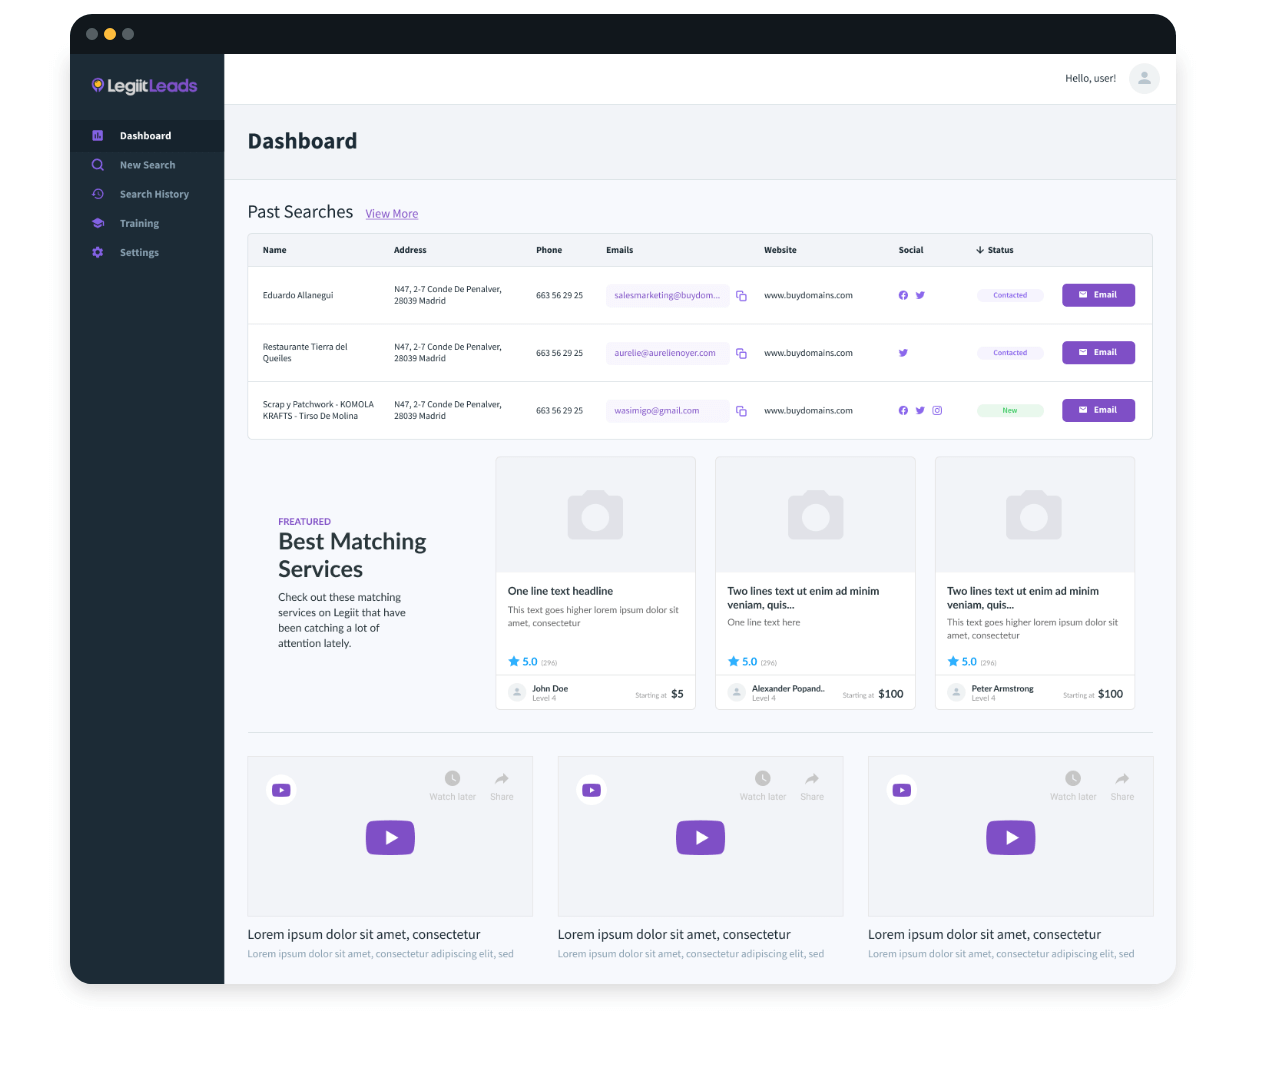 LegiitLeads
Hello, user!
Dashboard
New Search
Search History
Training
Settings
Dashboard
Past Searches View More
Name Address Phone Emails Website Social Status
Eduardo Allanegui N47, 2-7 Conde De Penalver, 663 56 29 25 salesmarketing@buydom... www.buydomains.com Contacted Email
28039 Madrid
Restaurante Tierra del N47, 2-7 Conde De Penalver, 663 56 29 25 aurelie@aurelienoyer.com www.buydomains.com Contacted Email
Queiles 28039 Madrid
Scrap y Patchwork - KOMOLA N47, 2-7 Conde De Penalver, 663 56 29 25 wasimigo@gmail.com www.buydomains.com New Email
KRAFTS - Tirso De Molina 28039 Madrid
FREATURED
Best Matching
Services
Check out these matching
services on Legiit that have
been catching a lot of
attention lately.
One line text headline
This text goes higher lorem ipsum dolor sit
amet, consectetur
5.0 (296)
John Doe
Level 4
Starting at $5
Two lines text ut enim ad minim
veniam, quis...
One line text here
5.0 (296)
Alexander Popand..
Level 4
Starting at $100
Two lines text ut enim ad minim
veniam, quis...
This text goes higher lorem ipsum dolor sit
amet, consectetur
5.0 (296)
Peter Armstrong
Level 4
Starting at $100
Watch later Share
Lorem ipsum dolor sit amet, consectetur
Lorem ipsum dolor sit amet, consectetur adipiscing elit, sed
Watch later Share
Lorem ipsum dolor sit amet, consectetur
Lorem ipsum dolor sit amet, consectetur adipiscing elit, sed
Watch later Share
Lorem ipsum dolor sit amet, consectetur
Lorem ipsum dolor sit amet, consectetur adipiscing elit, sed